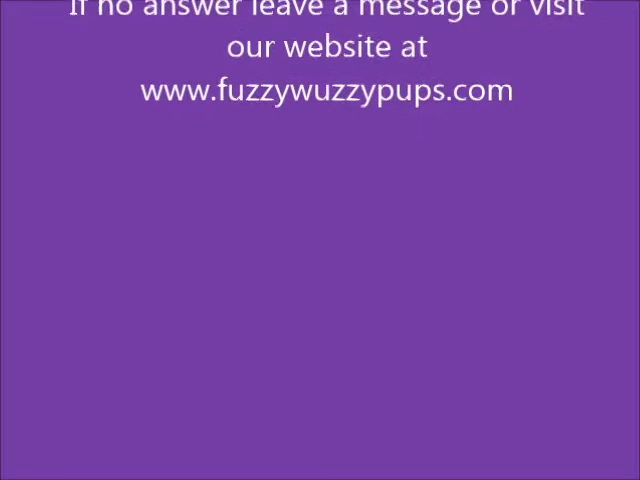 If no answer leave a message or visit
our website at
www.fuzzywuzzypups.com